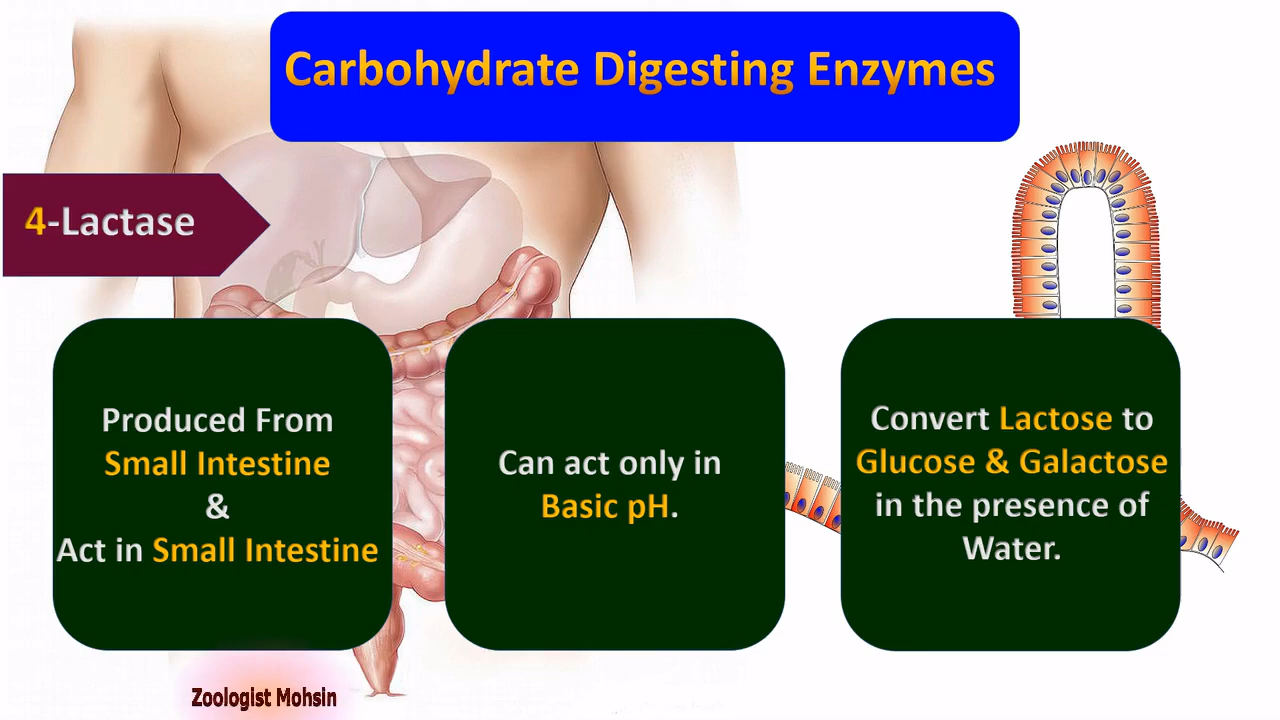 Carbohydrate Digesting Enzymes
4-Lactase
Produced From
Small Intestine
&
Act in Small Intestine
Can act only in
Basic pH.
Convert Lactose to
Glucose & Galactose
in the presence of
Water.
Zoologist Mohsin